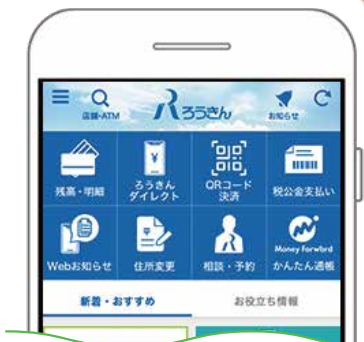 店舗・ATM
Rろうきん
お知らせ
残高・明細
ろうきん
ダイレクト
QRコード
決済
税公金支払い
Webお知らせ
住所変更
相談・予約
Money Forward
かんたん通帳
新着・おすすめ
お役立ち情報